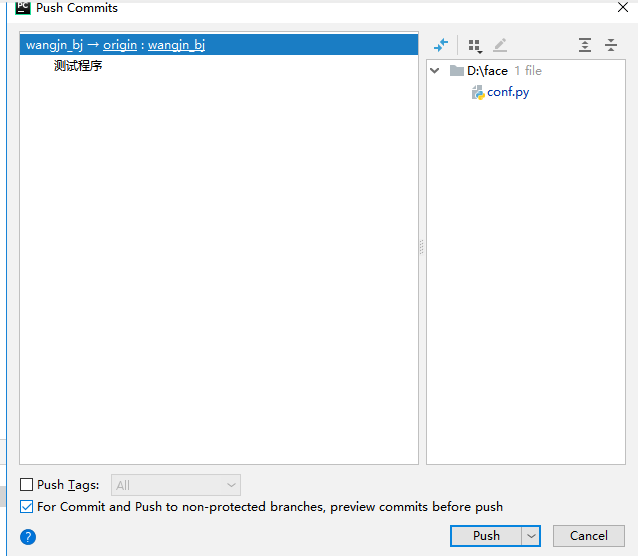 PC Push Commits
wangjn_bj → origin : wangjn_bj
测试程序
D:\face 1 file
conf.py
Push Tags: All
For Commit and Push to non-protected branches, preview commits before push
?
Push
Cancel